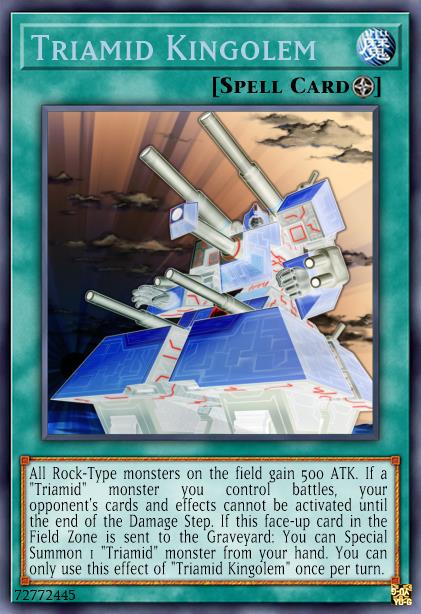 Triamid Kingolem
魔
[Spell Card]
All Rock-Type monsters on the field gain 500 ATK. If a
"Triamid" monster you control battles, your
opponent's cards and effects cannot be activated until
the end of the Damage Step. If this face-up card in the
Field Zone is sent to the Graveyard: You can Special
Summon 1 "Triamid" monster from your hand. You can
only use this effect of "Triamid Kingolem" once per turn.
72772445